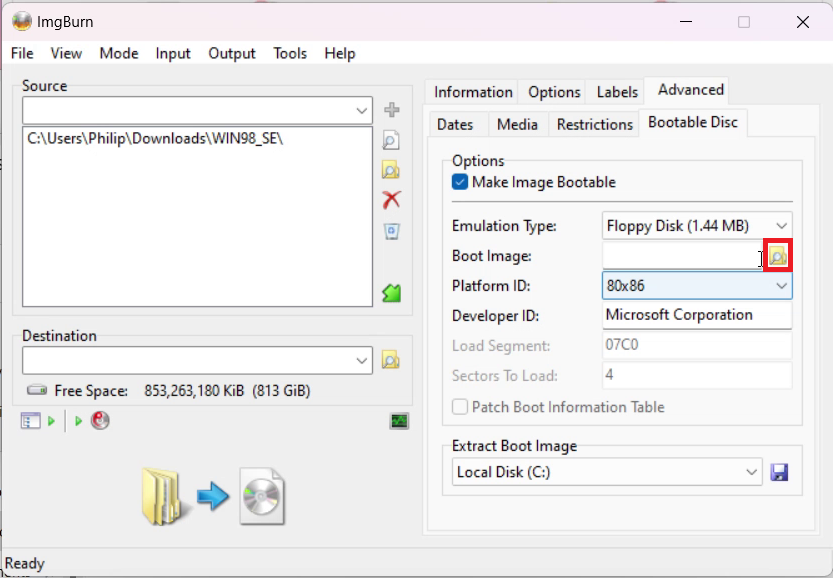 ImgBurn
File View Mode Input Output Tools Help
Source
C:\Users\Philip\Downloads\WIN98_SE\
Destination
Free Space: 853,263,180 KiB (813 GiB)
Information Options Labels Advanced
Dates Media Restrictions Bootable Disc
Options
Make Image Bootable
Emulation Type: Floppy Disk (1.44 MB)
Boot Image:
Platform ID: 80x86
Developer ID: Microsoft Corporation
Load Segment: 07C0
Sectors To Load: 4
Patch Boot Information Table
Extract Boot Image
Local Disk (C:)
Ready